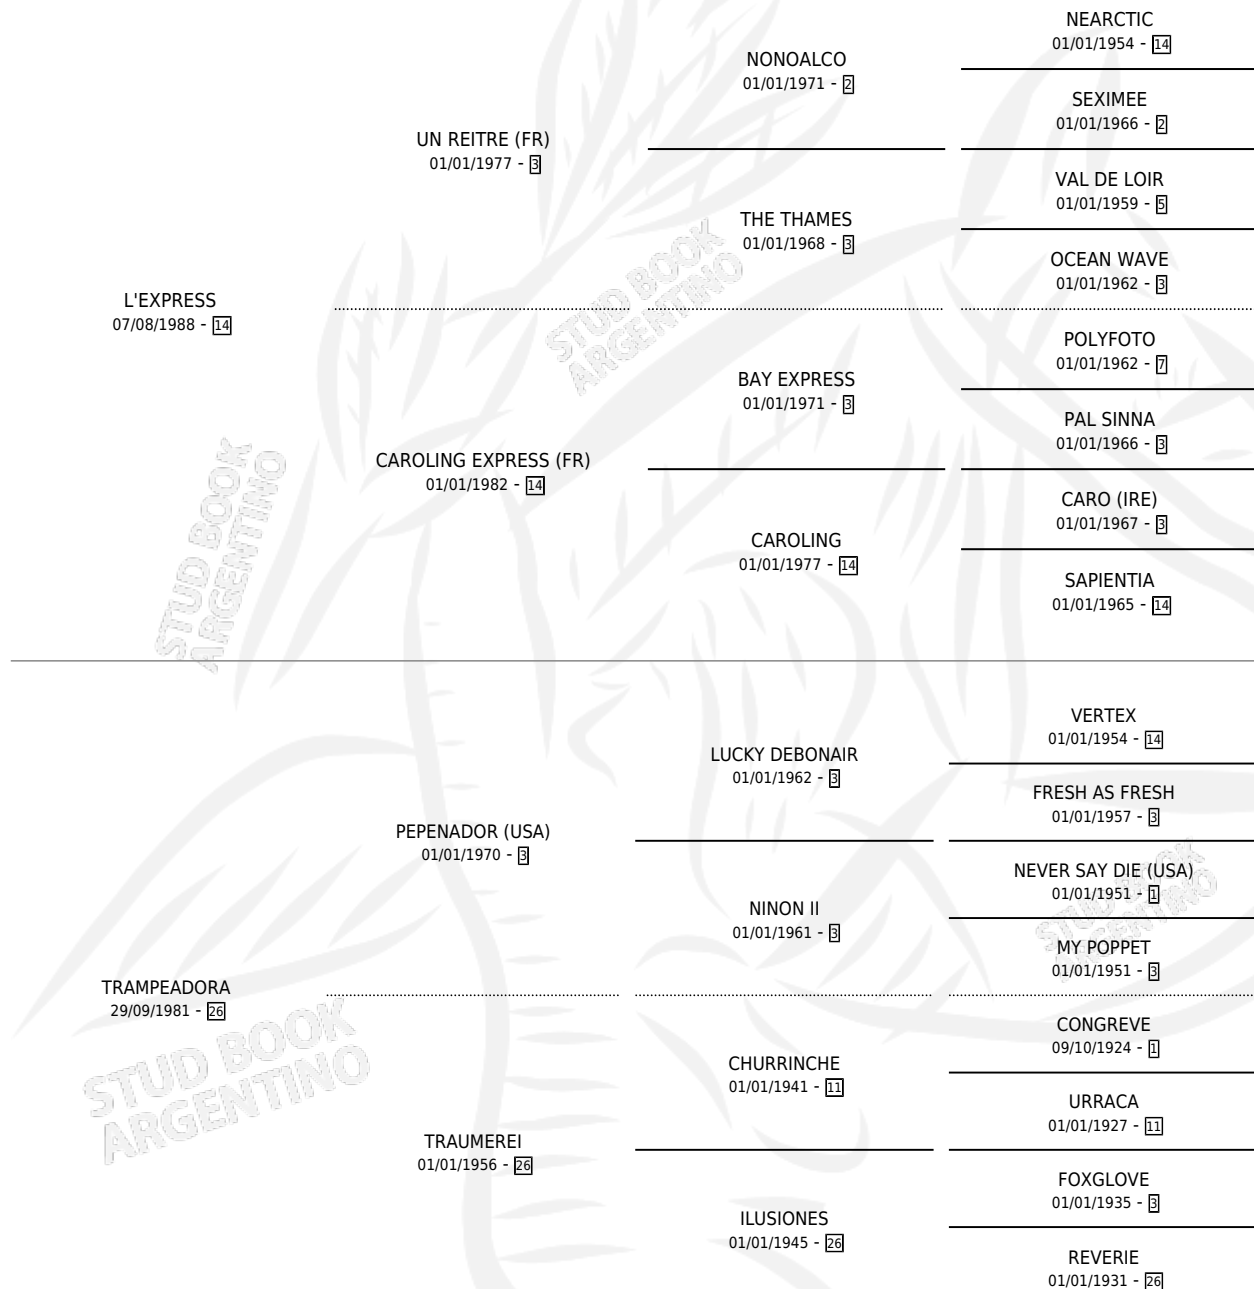 NEARCTIC
01/01/1954 - 14
NONOALCO
01/01/1971 - 2
SEXIMEE
01/01/1966 - 2
UN REITRE (FR)
01/01/1977 - 3
VAL DE LOIR
01/01/1959 - 5
THE THAMES
01/01/1968 - 3
OCEAN WAVE
01/01/1962 - 3
L'EXPRESS
07/08/1988 - 14
POLYFOTO
01/01/1962 - 7
BAY EXPRESS
01/01/1971 - 3
PAL SINNA
01/01/1966 - 3
CAROLING EXPRESS (FR)
01/01/1982 - 14
CARO (IRE)
01/01/1967 - 3
CAROLING
01/01/1977 - 14
SAPIENTIA
01/01/1965 - 14
VERTEX
01/01/1954 - 14
LUCKY DEBONAIR
01/01/1962 - 3
FRESH AS FRESH
01/01/1957 - 3
PEPENADOR (USA)
01/01/1970 - 3
NEVER SAY DIE (USA)
01/01/1951 - 1
NINON II
01/01/1961 - 3
MY POPPET
01/01/1951 - 3
TRAMPEADORA
29/09/1981 - 26
CONGREVE
09/10/1924 - 1
CHURRINCHE
01/01/1941 - 11
URRACA
01/01/1927 - 11
TRAUMEREI
01/01/1956 - 26
FOXGLOVE
01/01/1935 - 3
ILUSIONES
01/01/1945 - 26
REVERIE
01/01/1931 - 26
STUD BOOK
ARGENTINO
STUD BOOK
ARGENTINO
STUD BOOK
ARGENTINO
STUD BOOK
ARGENTINO